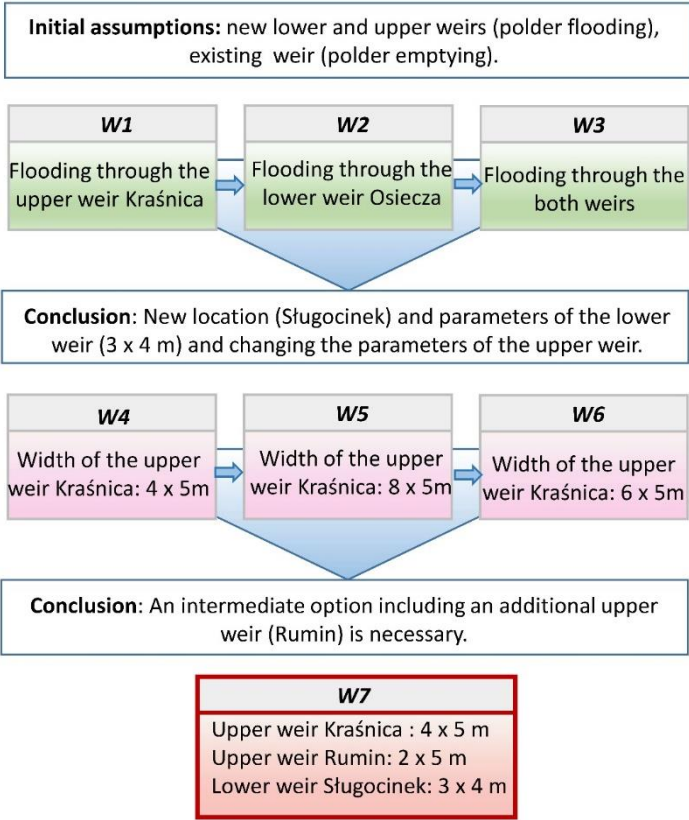 Initial assumptions: new lower and upper weirs (polder flooding),
existing weir (polder emptying).
W1
Flooding through the
upper weir Kraśnica
W2
Flooding through the
lower weir Osiecza
W3
Flooding through the
both weirs
Conclusion: New location (Sługocinek) and parameters of the lower
weir (3 x 4 m) and changing the parameters of the upper weir.
W4
Width of the upper
weir Kraśnica: 4 x 5m
W5
Width of the upper
weir Kraśnica: 8 x 5m
W6
Width of the upper
weir Kraśnica: 6 x 5m
Conclusion: An intermediate option including an additional upper
weir (Rumin) is necessary.
W7
Upper weir Kraśnica : 4 x 5 m
Upper weir Rumin: 2 x 5 m
Lower weir Sługocinek: 3 x 4 m